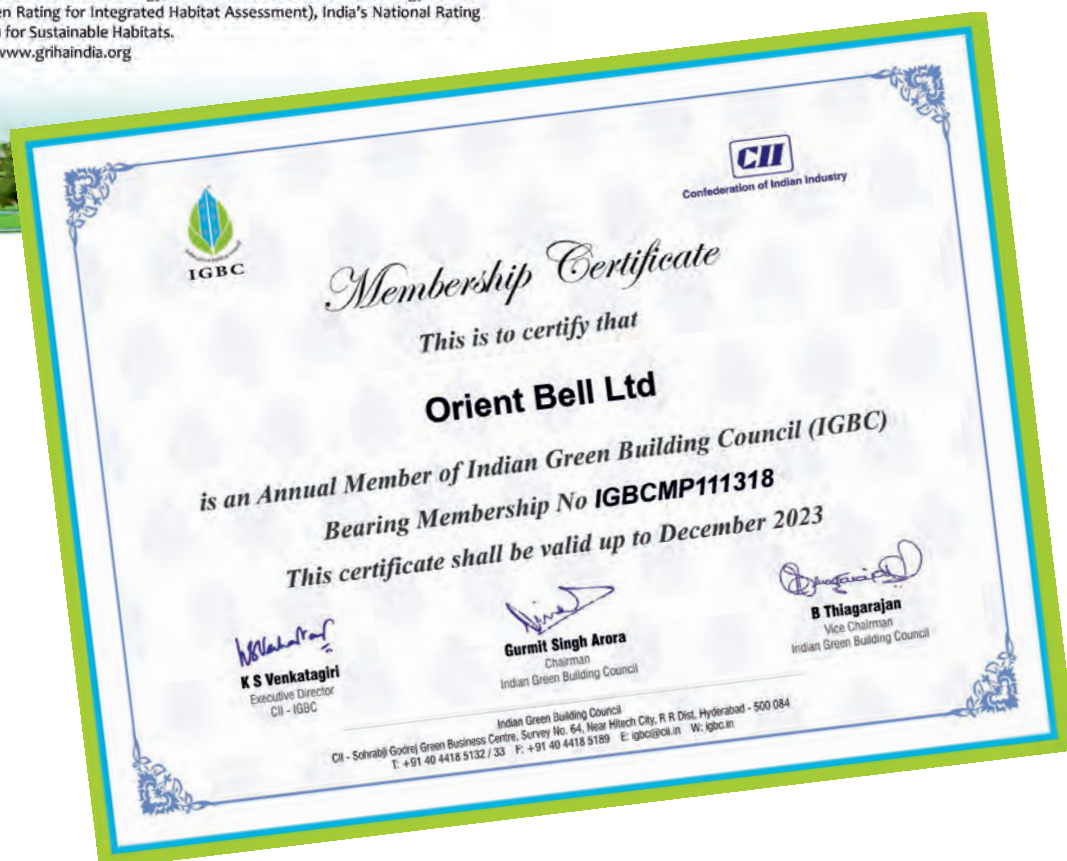 en Rating for Integrated Habitat Assessment), India's National Rating
for Sustainable Habitats.
www.grihaindia.org
CII
Confederation of Indian Industry
IGBC
Membership Certificate
This is to certify that
Orient Bell Ltd
is an Annual Member of Indian Green Building Council (IGBC)
Bearing Membership No IGBCMP111318
This certificate shall be valid up to December 2023
K S Venkatagiri
Executive Director
CII - IGBC
Gurmit Singh Arora
Chairman
Indian Green Building Council
B Thiagarajan
Vice Chairman
Indian Green Building Council
Indian Green Building Council
CII - Sohrabji Godrej Green Business Centre, Survey No. 64, Near Hitech City, R R Dist, Hyderabad - 500 084
T: +91 40 4418 5132 / 33 F: +91 40 4418 5189 E: igbc@cii.in W: igbc.in